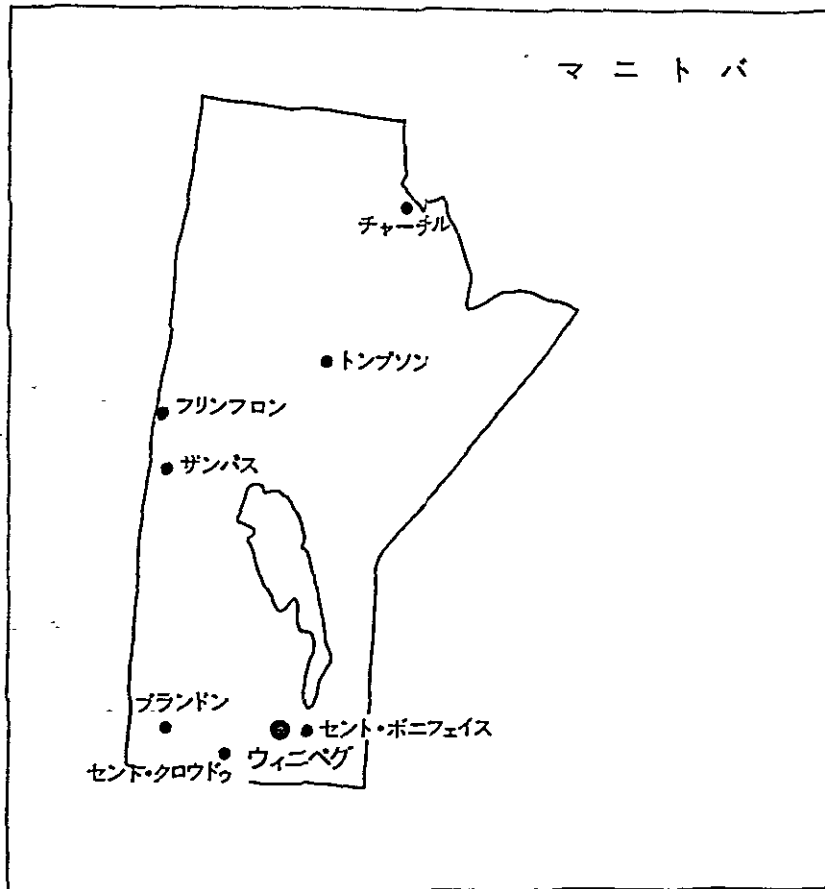 マニトバ
チャーチル
トンプソン
フリンフロン
ザンパス
ブランドン
セント・ボニフェイス
ウィニペグ
セント・クロウドゥ